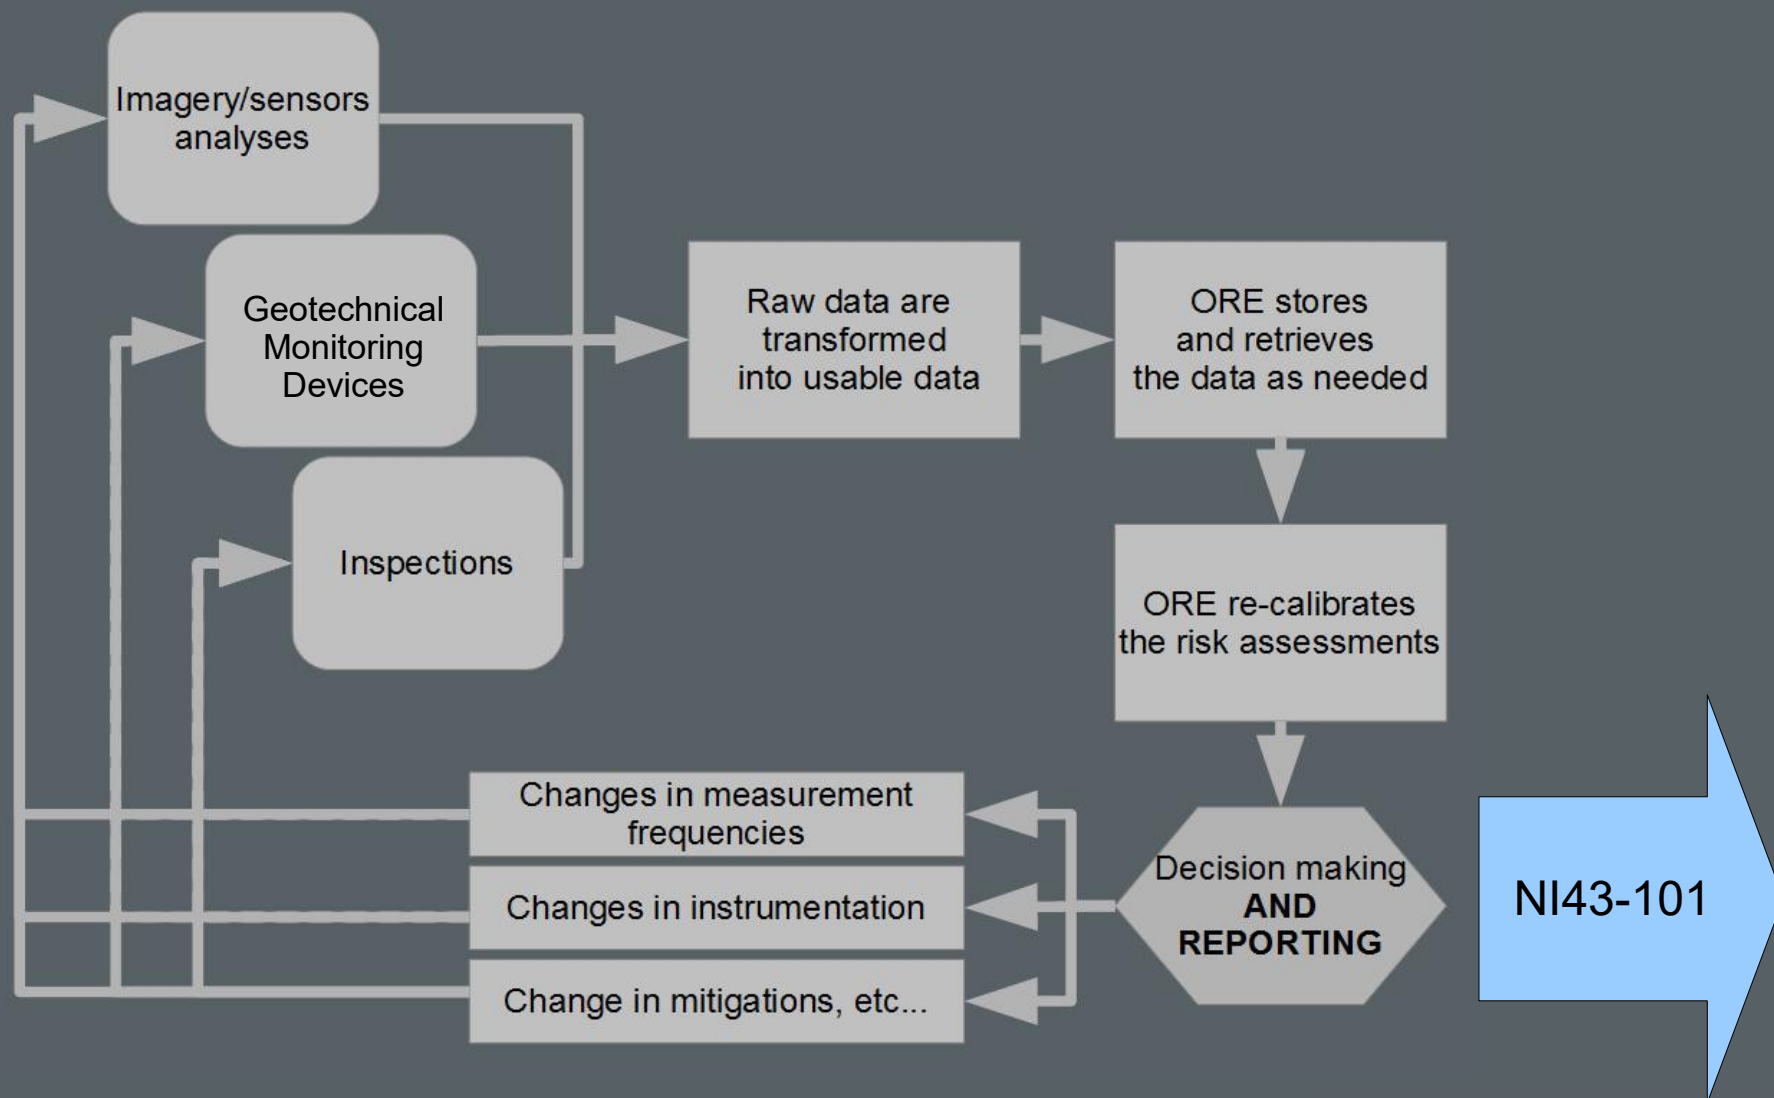 Imagery/sensors
analyses
Geotechnical
Monitoring
Devices
Inspections
Raw data are
transformed
into usable data
ORE stores
and retrieves
the data as needed
ORE re-calibrates
the risk assessments
Decision making
AND
REPORTING
Changes in measurement
frequencies
Changes in instrumentation
Change in mitigations, etc...
NI43-101